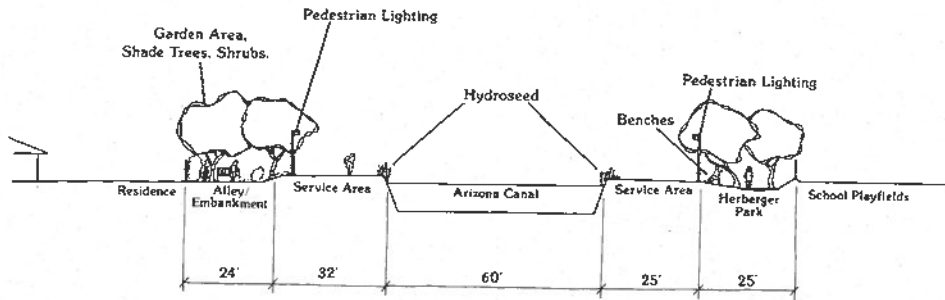 Pedestrian Lighting
Garden Area,
Shade Trees, Shrubs.
Hydroseed
Pedestrian Lighting
Benches
Residence
Alley/
Embankment
Service Area
Arizona Canal
Service Area
Herberger
Park
School Playfields
24'
32'
60'
25'
25'